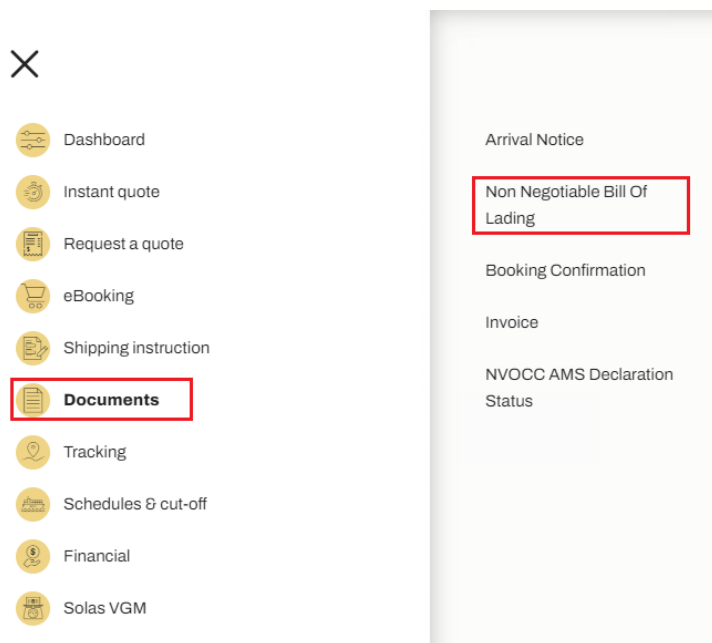 Dashboard
Instant quote
Request a quote
eBooking
Shipping instruction
Documents
Tracking
Schedules & cut-off
Financial
Solas VGM
Arrival Notice
Non Negotiable Bill Of
Lading
Booking Confirmation
Invoice
NVOCC AMS Declaration
Status